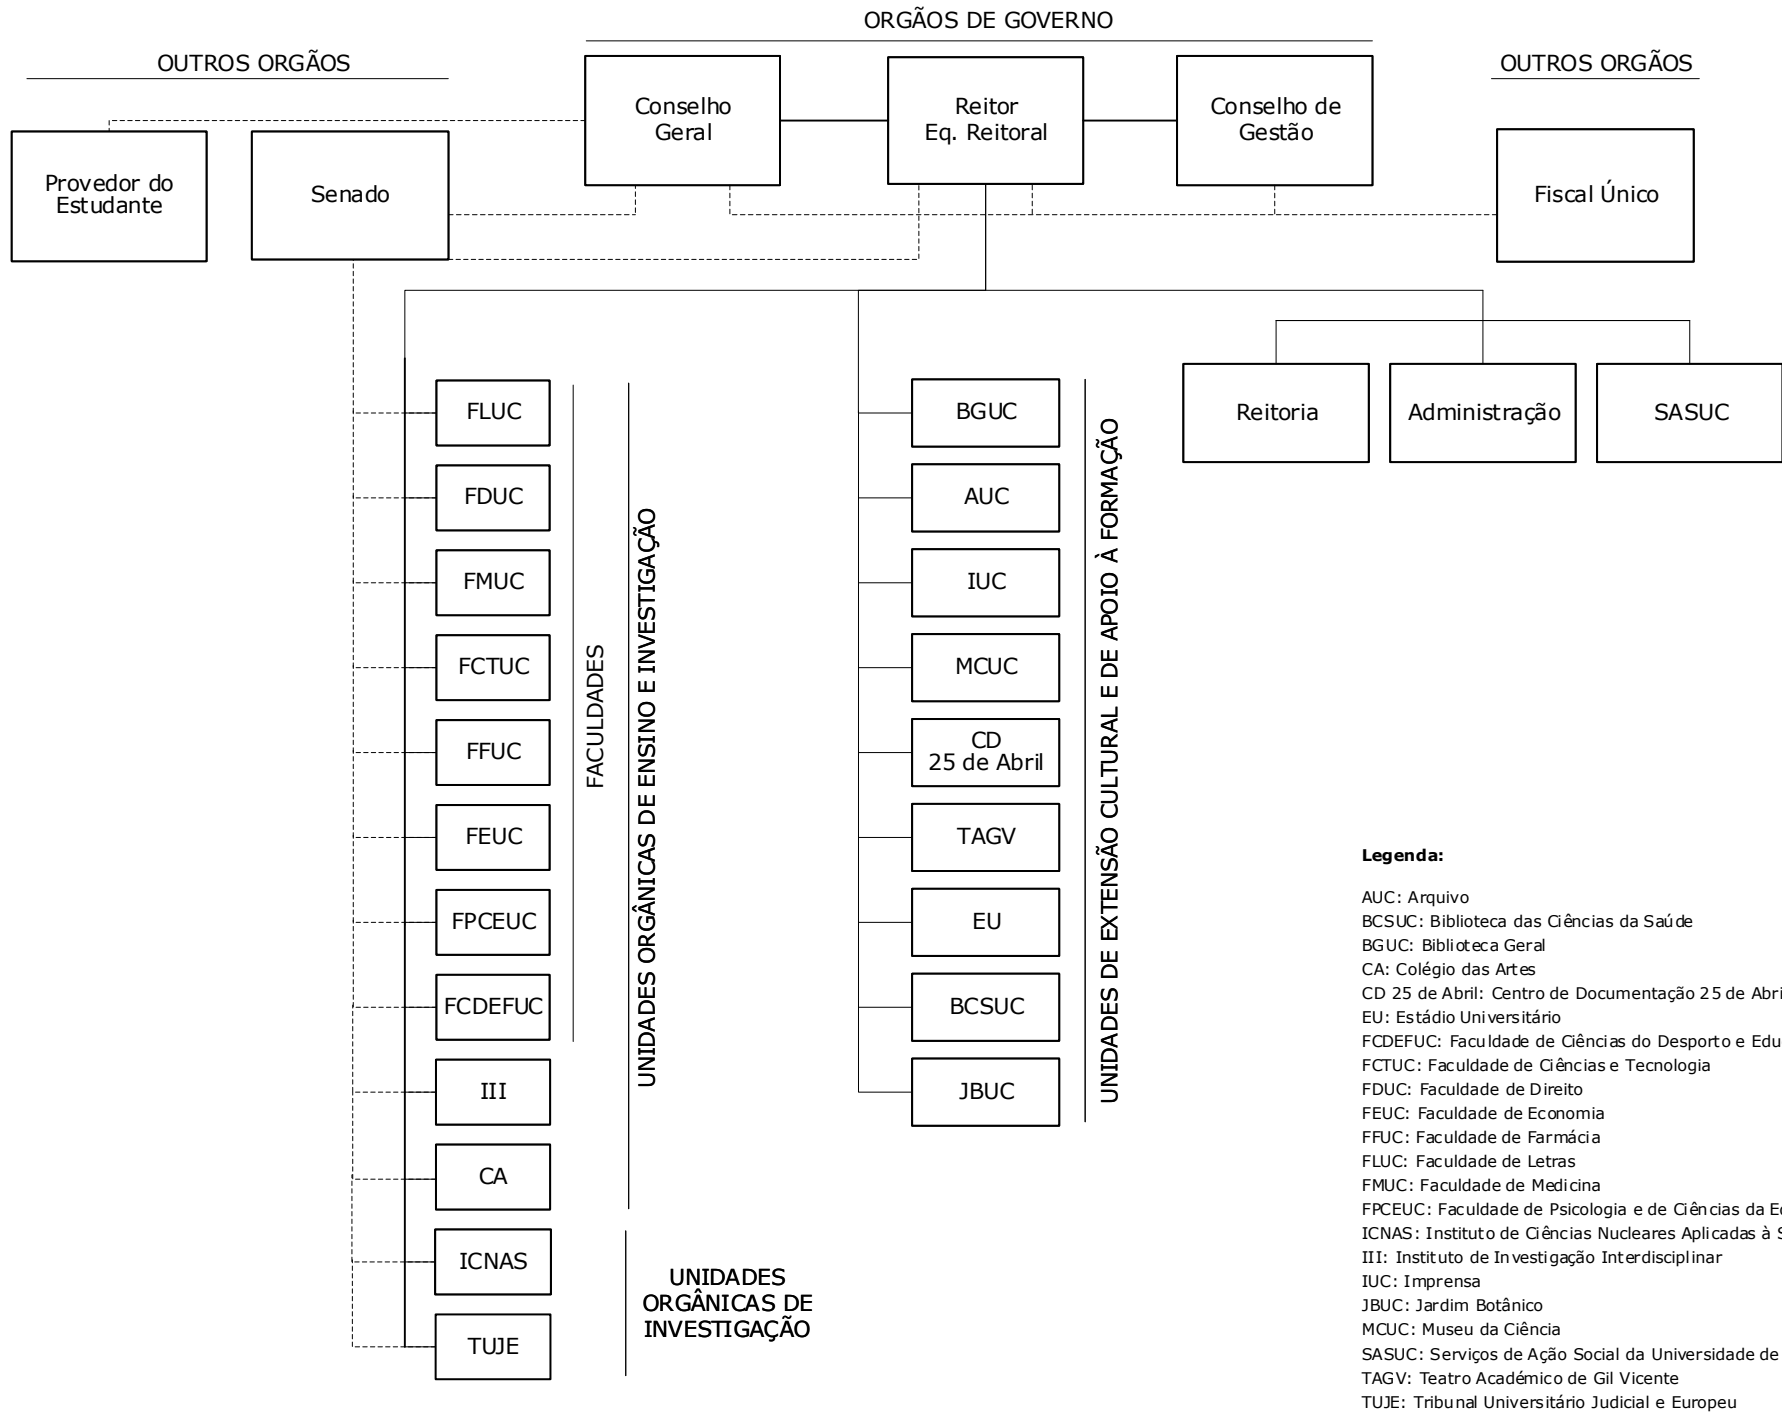 ORGÃOS DE GOVERNO
OUTROS ORGÃOS
OUTROS ORGÃOS
Conselho
Geral
Reitor
Eq. Reitoral
Conselho de
Gestão
Provedor do
Estudante
Senado
Fiscal Único
Reitoria
Administração
SASUC
FLUC
FDUC
FMUC
FCTUC
FFUC
FEUC
FPCEUC
FCDEFUC
III
CA
ICNAS
TUJE
FACULDADES
UNIDADES ORGÂNICAS DE ENSINO E INVESTIGAÇÃO
UNIDADES
ORGÂNICAS DE
INVESTIGAÇÃO
BGUC
AUC
IUC
MCUC
CD
25 de Abril
TAGV
EU
BCSUC
JBUC
UNIDADES DE EXTENSÃO CULTURAL E DE APOIO À FORMAÇÃO
Legenda:
AUC: Arquivo
BCSUC: Biblioteca das Ciências da Saúde
BGUC: Biblioteca Geral
CA: Colégio das Artes
CD 25 de Abril: Centro de Documentação 25 de Abri
EU: Estádio Universitário
FCDEFUC: Faculdade de Ciências do Desporto e Edu
FCTUC: Faculdade de Ciências e Tecnologia
FDUC: Faculdade de Direito
FEUC: Faculdade de Economia
FFUC: Faculdade de Farmácia
FLUC: Faculdade de Letras
FMUC: Faculdade de Medicina
FPCEUC: Faculdade de Psicologia e de Ciências da E
ICNAS: Instituto de Ciências Nucleares Aplicadas à S
III: Instituto de Investigação Interdisciplinar
IUC: Imprensa
JBUC: Jardim Botânico
MCUC: Museu da Ciência
SASUC: Serviços de Ação Social da Universidade de
TAGV: Teatro Académico de Gil Vicente
TUJE: Tribunal Universitário Judicial e Europeu